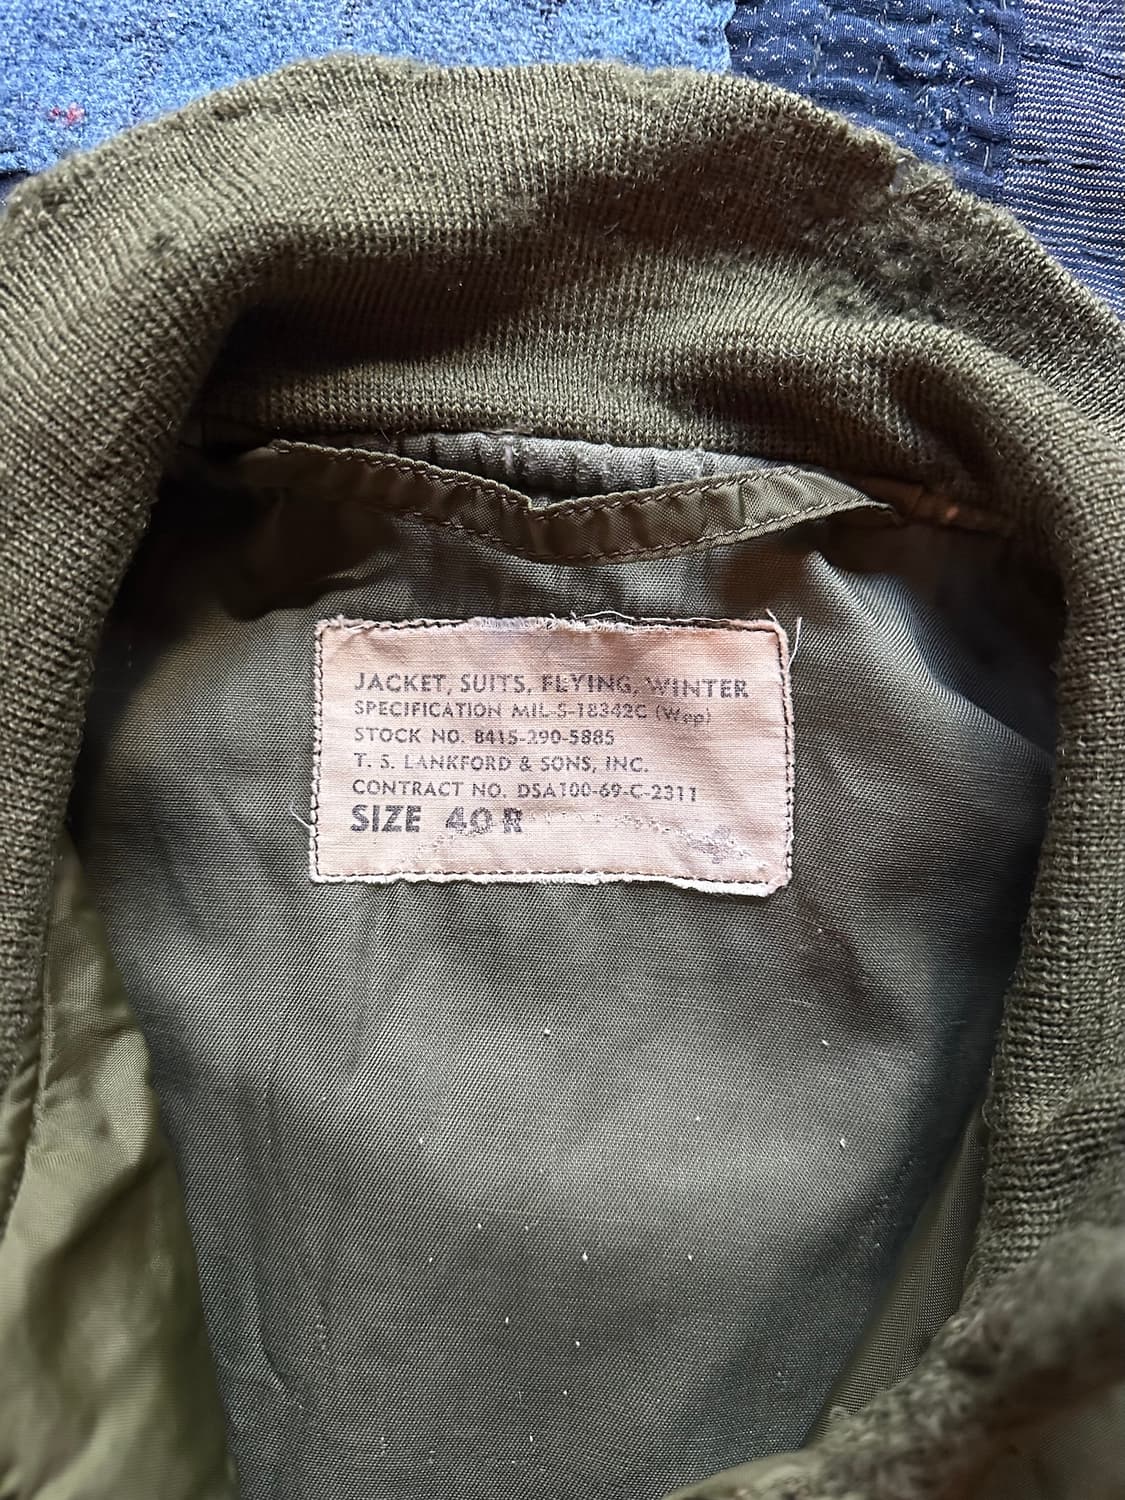 JACKET, SUITS, FLYING, WINTER
SPECIFICATION MIL-S-18342C (Wep)
STOCK NO. 8415-290-5885
T. S. LANKFORD & SONS, INC.
CONTRACT NO. DSA100-69-C-2311
SIZE 40 R